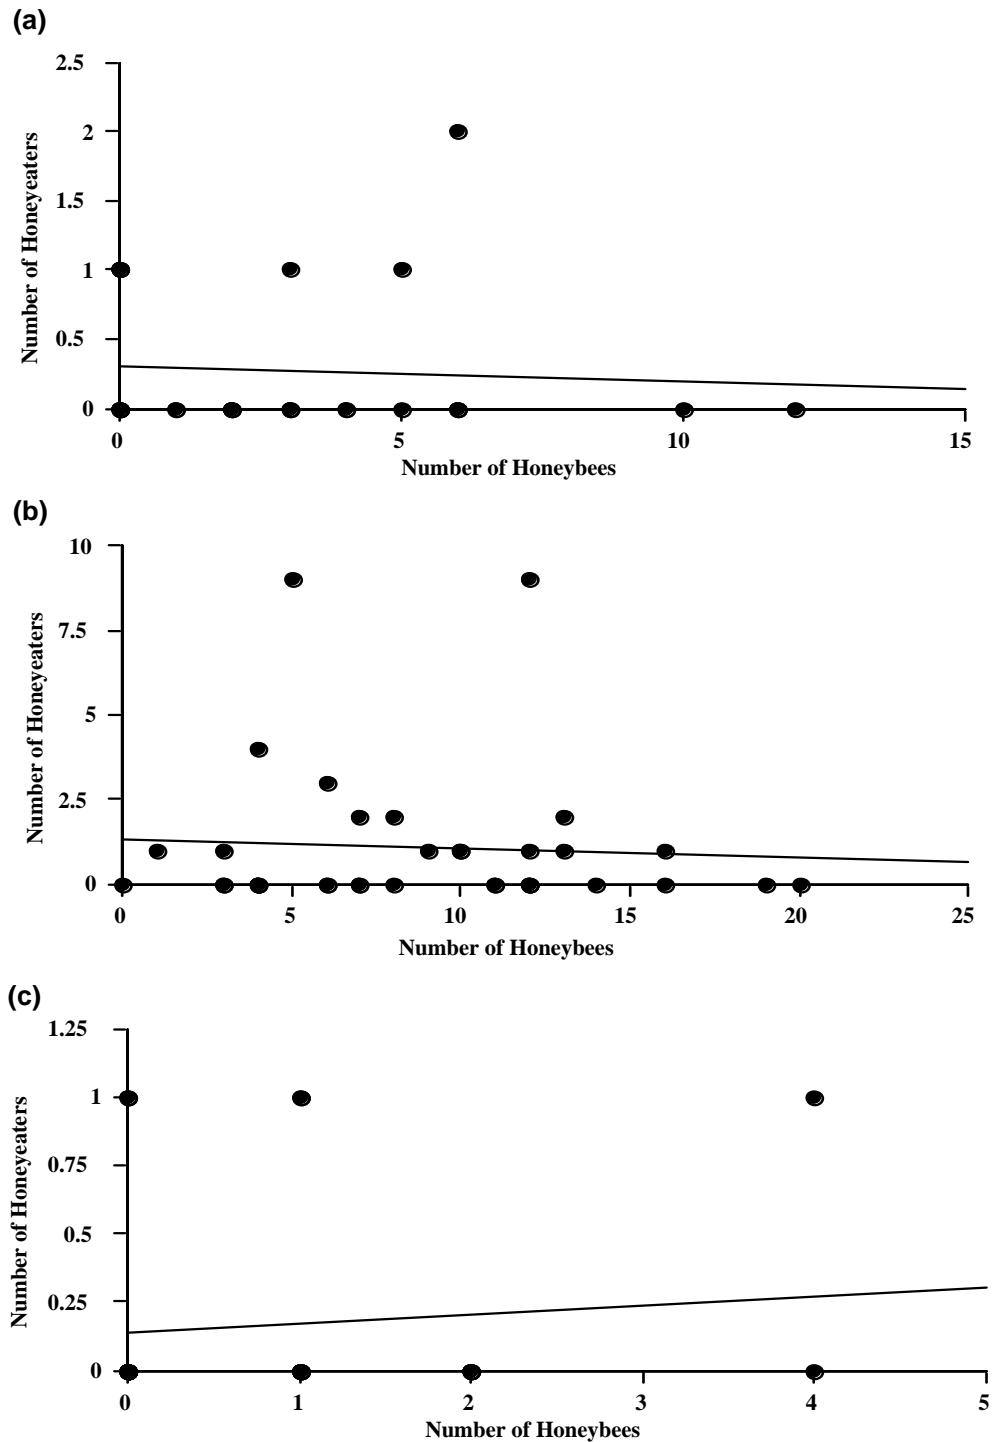 (a)
2.5
2
1.5
1
0.5
0
Number of Honeyeaters
0 5 10 15
Number of Honeybees
(b)
10
7.5
5
2.5
0
Number of Honeyeaters
0 5 10 15 20 25
Number of Honeybees
(c)
1.25
1
0.75
0.5
0.25
0
Number of Honeyeaters
0 1 2 3 4 5
Number of Honeybees